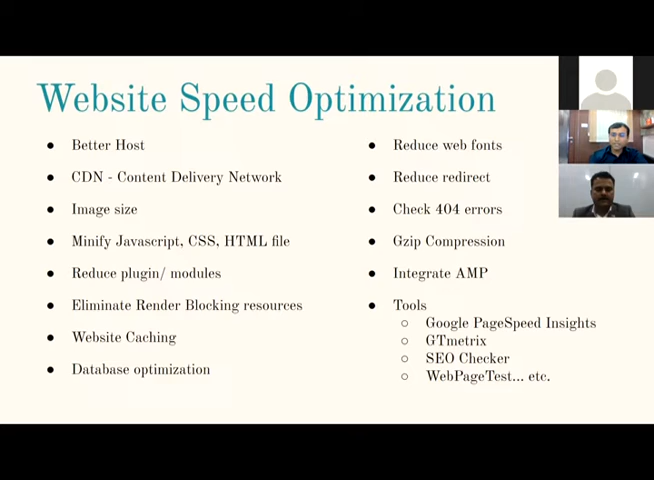 Website Speed Optimization
● Better Host
● CDN - Content Delivery Network
● Image size
● Minify Javascript, CSS, HTML file
● Reduce plugin/ modules
● Eliminate Render Blocking resources
● Website Caching
● Database optimization
● Reduce web fonts
● Reduce redirect
● Check 404 errors
● Gzip Compression
● Integrate AMP
● Tools
○ Google PageSpeed Insights
○ GTmetrix
○ SEO Checker
○ WebPageTest... etc.